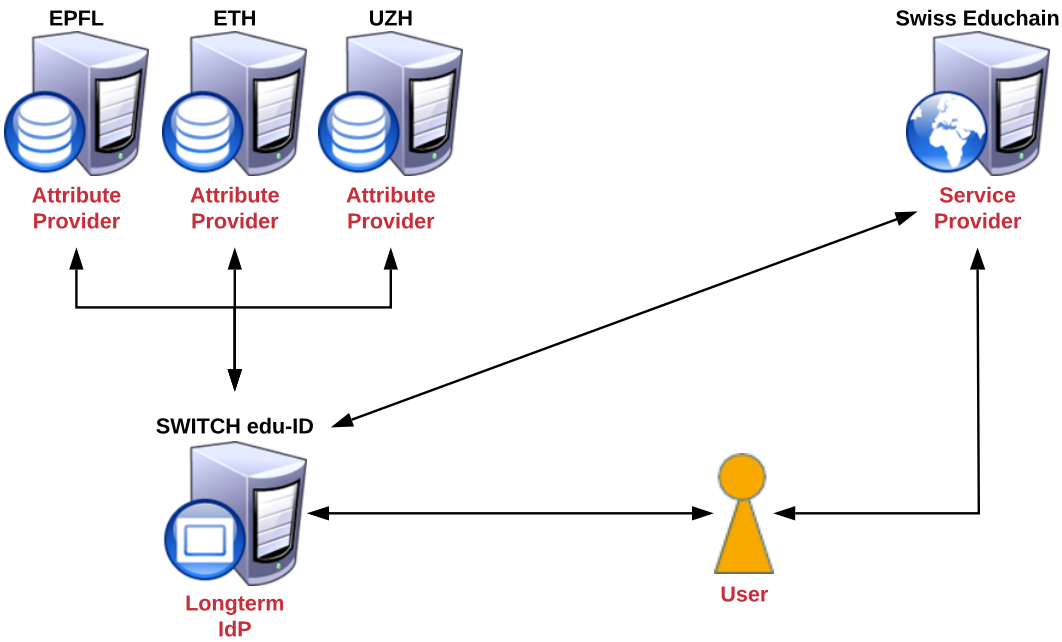 EPFL
ETH
UZH
Swiss Educhain
Attribute
Provider
Attribute
Provider
Attribute
Provider
Service
Provider
SWITCH edu-ID
Longterm
IdP
User